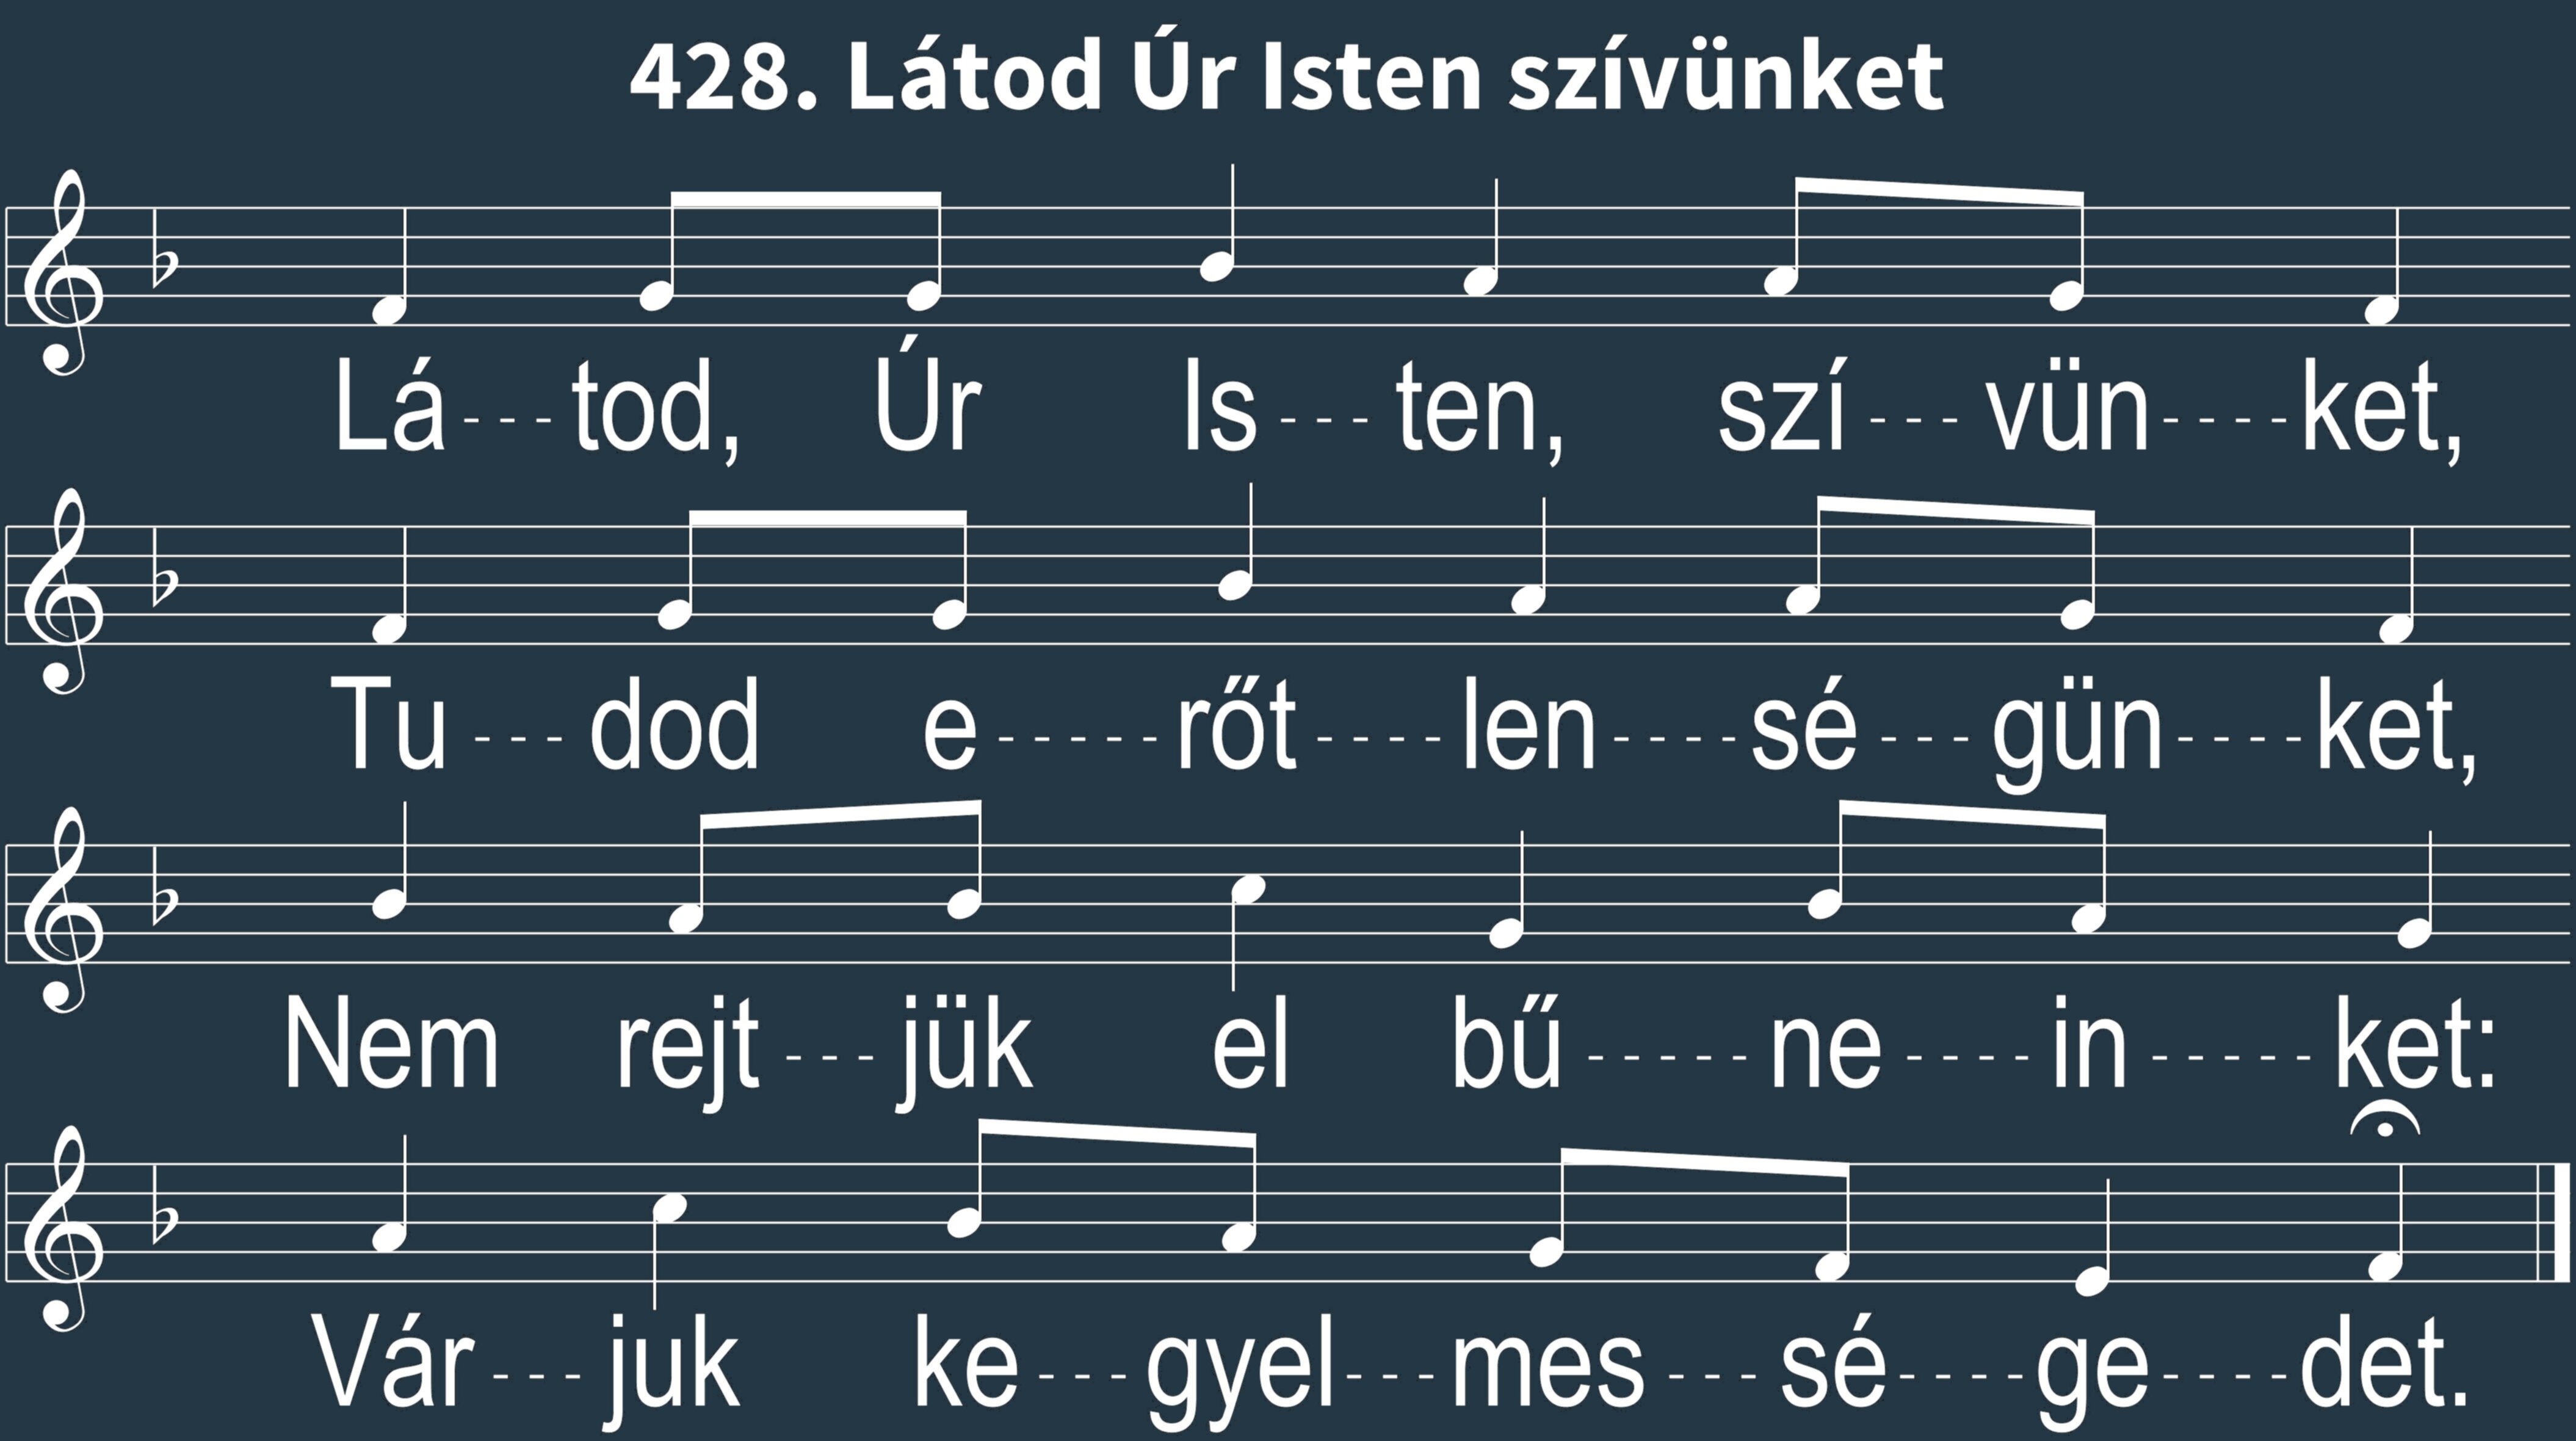 428. Látod Úr Isten szívünket
Lá---tod, Úr Is---ten, szí---vün----ket,
Tu---dod e-----rőt----len----sé---gün----ket,
Nem rejt---jük el bű-----ne----in-----ket:
Vár---juk ke---gyel---mes---sé----ge----det.